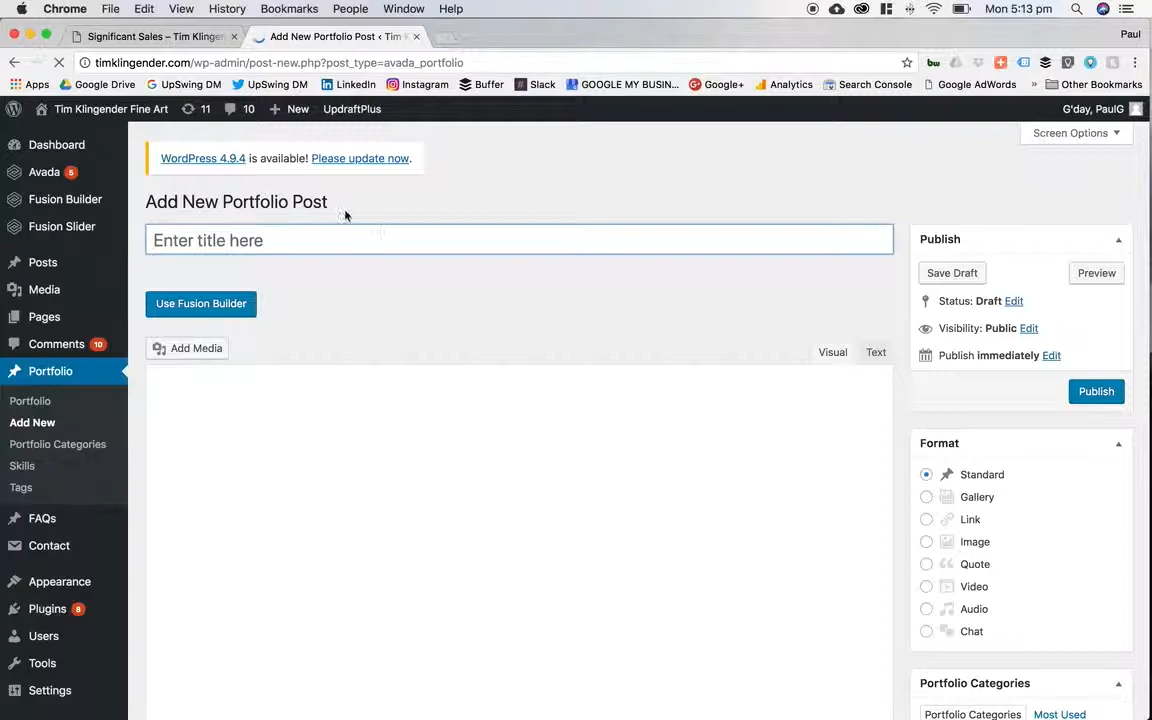 Chrome File Edit View History Bookmarks People Window Help Mon 5:13 pm
Significant Sales – Tim Klinger × Add New Portfolio Post ‹ Tim K × Paul
timklingender.com/wp-admin/post-new.php?post_type=avada_portfolio
Apps Google Drive UpSwing DM UpSwing DM LinkedIn Instagram Buffer Slack GOOGLE MY BUSIN... Google+ Analytics Search Console Google AdWords » Other Bookmarks
Tim Klingender Fine Art 11 10 + New UpdraftPlus G'day, PaulG
Screen Options
WordPress 4.9.4 is available! Please update now.
Add New Portfolio Post
Enter title here
Use Fusion Builder
Add Media
Visual Text
Dashboard
Avada 5
Fusion Builder
Fusion Slider
Posts
Media
Pages
Comments 10
Portfolio
Portfolio
Add New
Portfolio Categories
Skills
Tags
FAQs
Contact
Appearance
Plugins 8
Users
Tools
Settings
Publish
Save Draft Preview
Status: Draft Edit
Visibility: Public Edit
Publish immediately Edit
Publish
Format
Standard
Gallery
Link
Image
Quote
Video
Audio
Chat
Portfolio Categories
Portfolio Categories Most Used